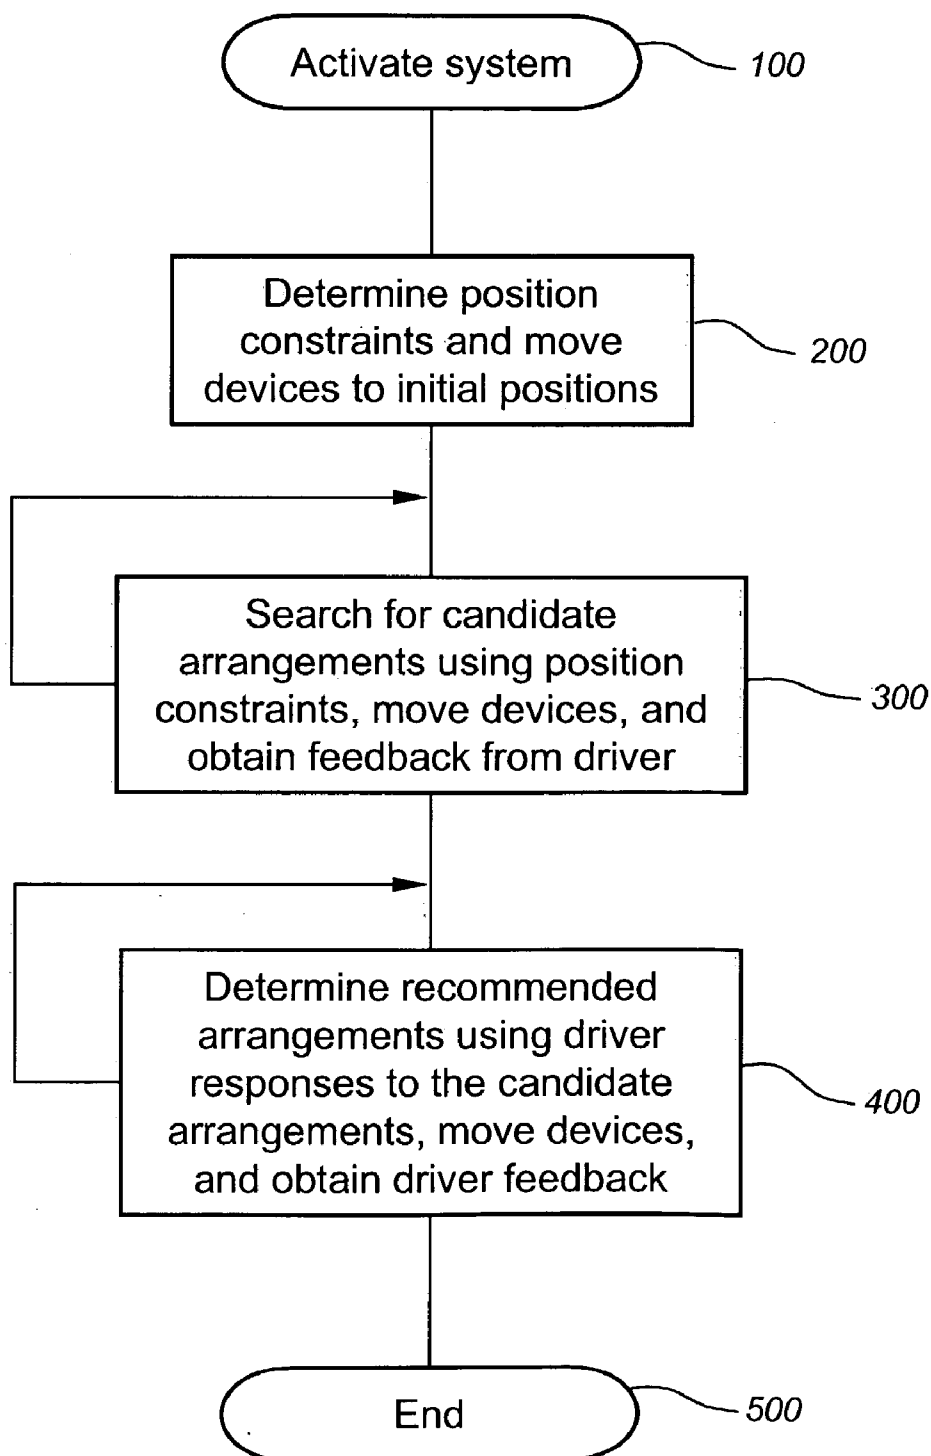 Activate system
100
Determine position
constraints and move
devices to initial positions
200
Search for candidate
arrangements using position
constraints, move devices, and
obtain feedback from driver
300
Determine recommended
arrangements using driver
responses to the candidate
arrangements, move devices,
and obtain driver feedback
400
End
500